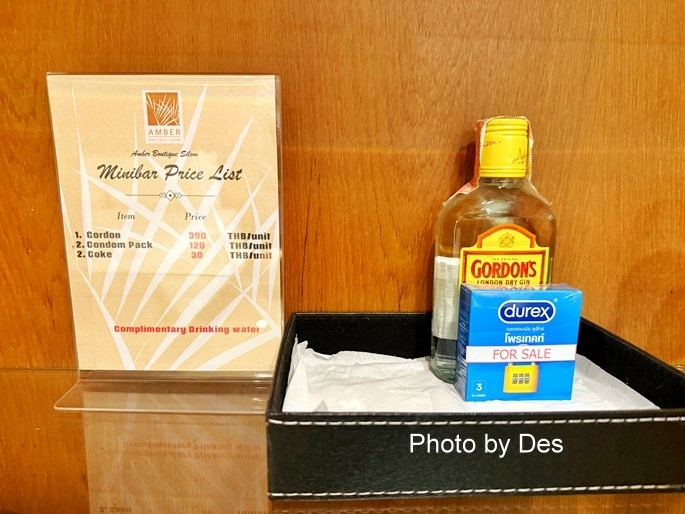 AMBER
Amber Boutique Silom
Minibar Price List
Item Price
1. Gordon 390 THB/unit
2. Condom Pack 120 THB/unit
2. Coke 30 THB/unit
Complimentary Drinking water
THE ORIGINAL
GORDON'S
LONDON DRY GIN
durex
โพรเทคท์
FOR SALE
3
Photo by Des